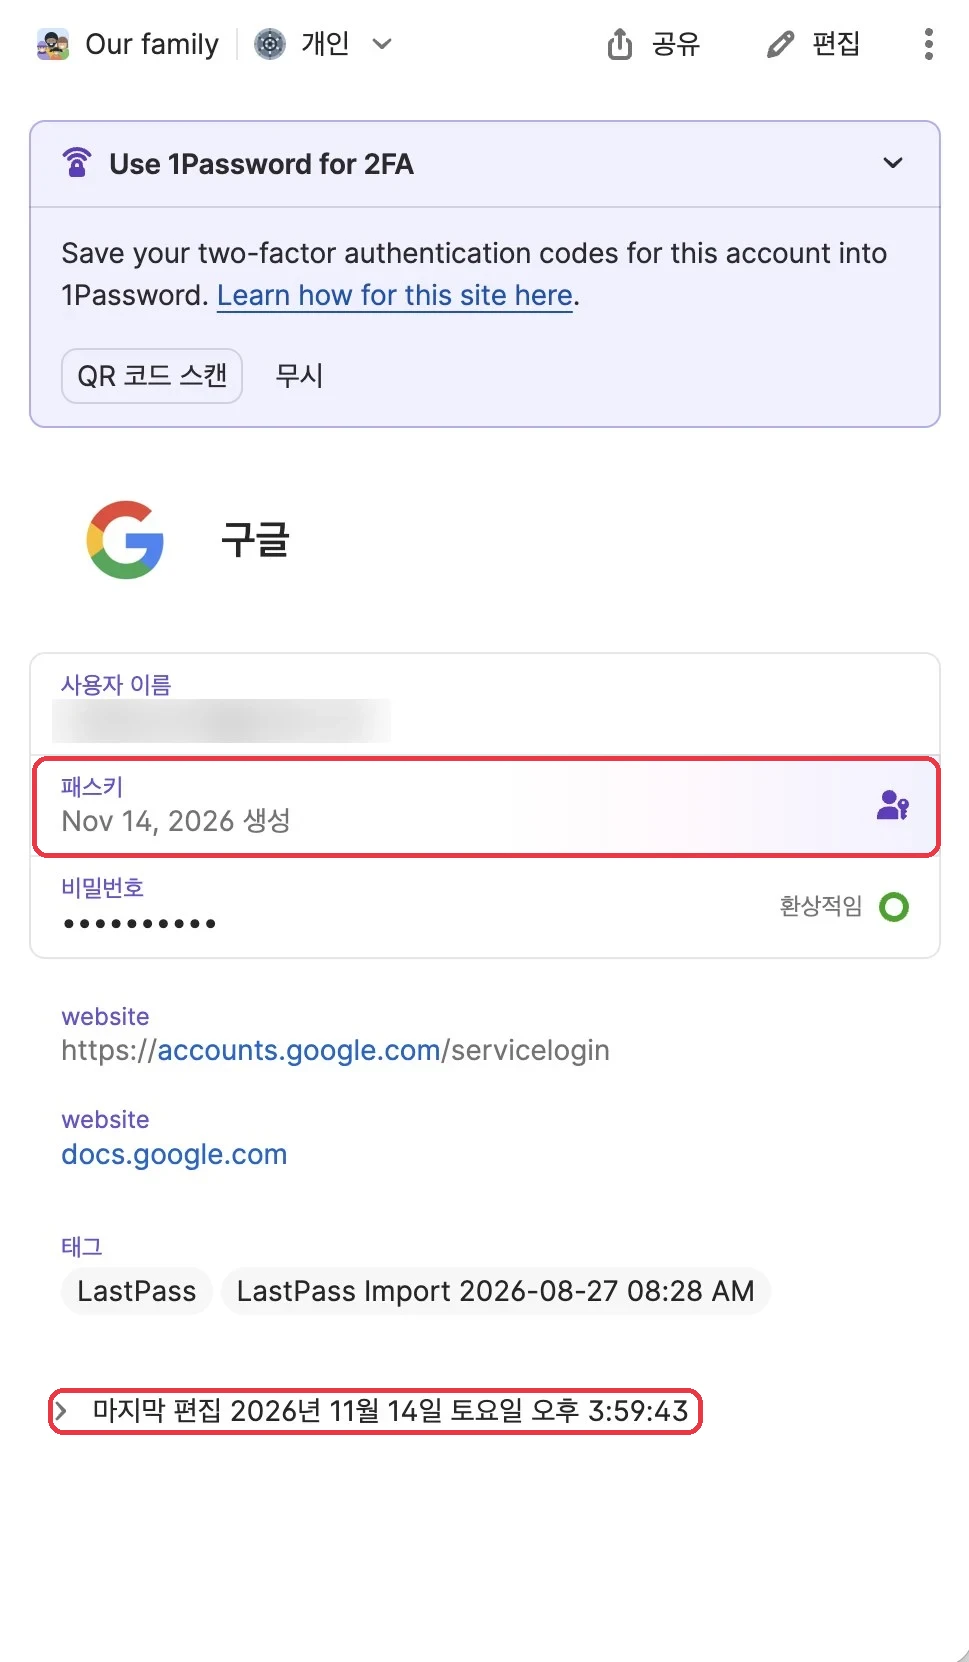 Our family
개인
공유
편집
Use 1Password for 2FA
Save your two-factor authentication codes for this account into
1Password. Learn how for this site here.
QR 코드 스캔
무시
구글
사용자 이름
패스키
Nov 14, 2026 생성
비밀번호
••••••••••
환상적임
website
https://accounts.google.com/servicelogin
website
docs.google.com
태그
LastPass
LastPass Import 2026-08-27 08:28 AM
마지막 편집 2026년 11월 14일 토요일 오후 3:59:43